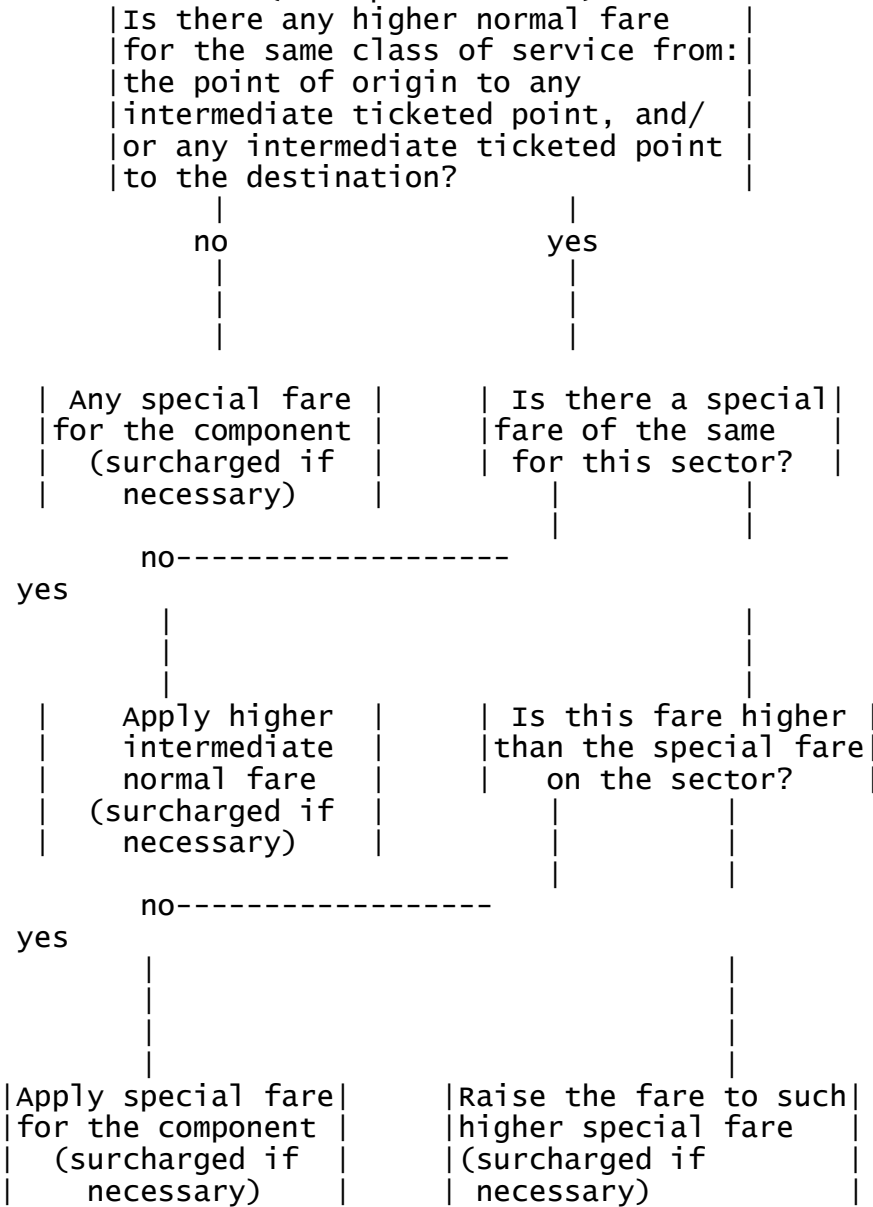 |Is there any higher normal fare |
|for the same class of service from:|
|the point of origin to any |
|intermediate ticketed point, and/ |
|or any intermediate ticketed point |
|to the destination? |
| |
no yes
| |
| |
| |
| Any special fare | | Is there a special|
|for the component | |fare of the same |
| (surcharged if | | for this sector? |
| necessary) | | |
| |
no-------------------
yes
| |
| |
| |
| Apply higher | | Is this fare higher |
| intermediate | |than the special fare|
| normal fare | | on the sector? |
| (surcharged if | | |
| necessary) | | |
| |
no------------------
yes
| |
| |
| |
| |
|Apply special fare| |Raise the fare to such|
|for the component | |higher special fare |
| (surcharged if | |(surcharged if |
| necessary) | | necessary) |